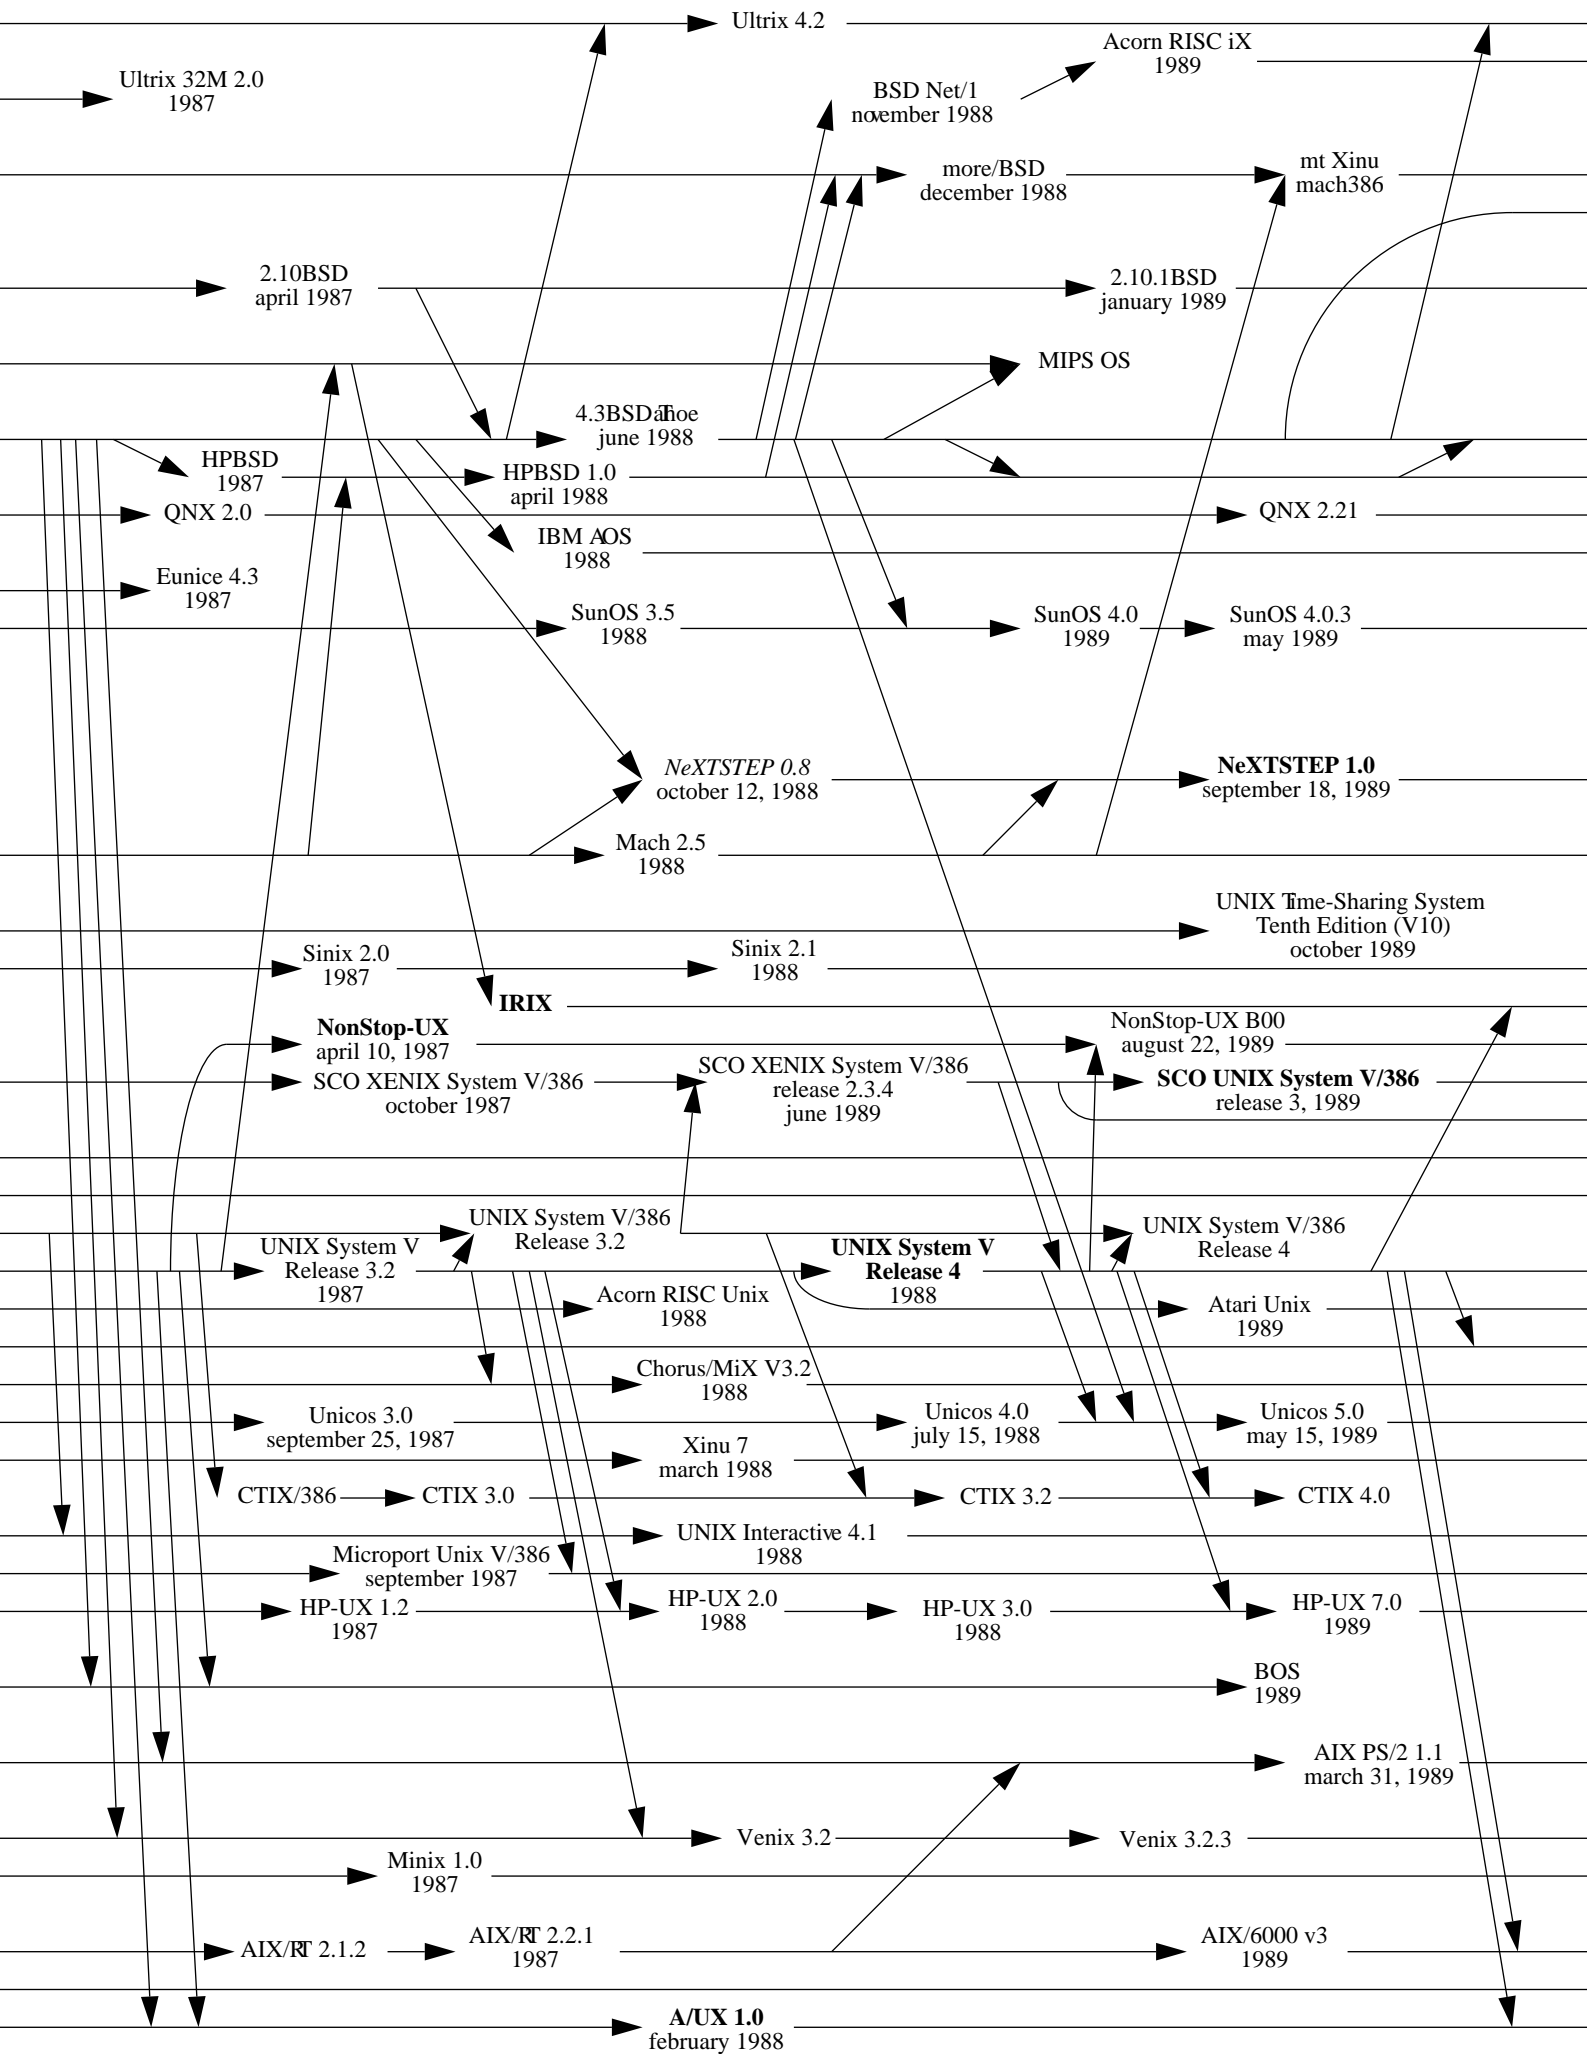 Ultrix 4.2
Acorn RISC iX
1989
Ultrix 32M 2.0
1987
BSD Net/1
november 1988
more/BSD
december 1988
mt Xinu
mach386
2.10BSD
april 1987
2.10.1BSD
january 1989
MIPS OS
4.3BSD Tahoe
june 1988
HPBSD
1987
HPBSD 1.0
april 1988
QNX 2.0
QNX 2.21
IBM AOS
1988
Eunice 4.3
1987
SunOS 3.5
1988
SunOS 4.0
1989
SunOS 4.0.3
may 1989
NeXTSTEP 0.8
october 12, 1988
NeXTSTEP 1.0
september 18, 1989
Mach 2.5
1988
UNIX Time-Sharing System
Tenth Edition (V10)
october 1989
Sinix 2.0
1987
Sinix 2.1
1988
IRIX
NonStop-UX
april 10, 1987
NonStop-UX B00
august 22, 1989
SCO XENIX System V/386
october 1987
SCO XENIX System V/386
release 2.3.4
june 1989
SCO UNIX System V/386
release 3, 1989
UNIX System V/386
Release 3.2
UNIX System V/386
Release 4
UNIX System V
Release 3.2
1987
UNIX System V
Release 4
1988
Acorn RISC Unix
1988
Atari Unix
1989
Chorus/MiX V3.2
1988
Unicos 3.0
september 25, 1987
Unicos 4.0
july 15, 1988
Unicos 5.0
may 15, 1989
Xinu 7
march 1988
CTIX/386
CTIX 3.0
CTIX 3.2
CTIX 4.0
UNIX Interactive 4.1
1988
Microport Unix V/386
september 1987
HP-UX 1.2
1987
HP-UX 2.0
1988
HP-UX 3.0
1988
HP-UX 7.0
1989
BOS
1989
AIX PS/2 1.1
march 31, 1989
Venix 3.2
Venix 3.2.3
Minix 1.0
1987
AIX/RT 2.1.2
AIX/RT 2.2.1
1987
AIX/6000 v3
1989
A/UX 1.0
february 1988